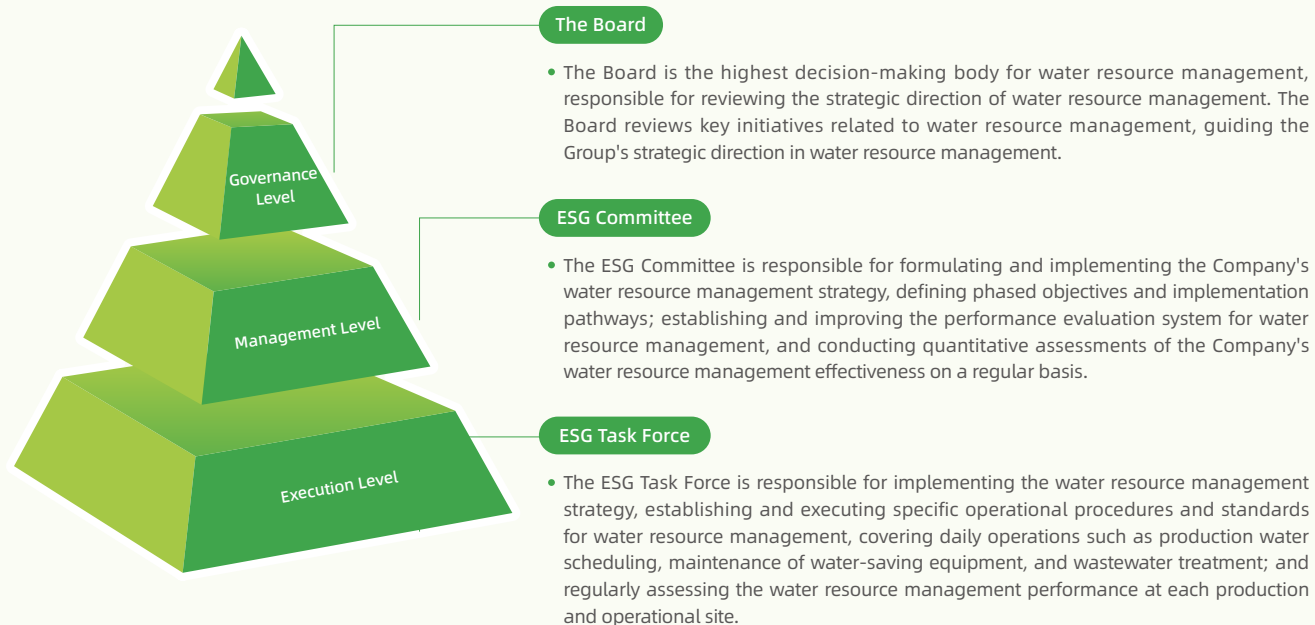 The Board
• The Board is the highest decision-making body for water resource management,
responsible for reviewing the strategic direction of water resource management. The
Board reviews key initiatives related to water resource management, guiding the
Group's strategic direction in water resource management.
Governance
Level
ESG Committee
• The ESG Committee is responsible for formulating and implementing the Company's
water resource management strategy, defining phased objectives and implementation
pathways; establishing and improving the performance evaluation system for water
resource management, and conducting quantitative assessments of the Company's
water resource management effectiveness on a regular basis.
Management Level
ESG Task Force
• The ESG Task Force is responsible for implementing the water resource management
strategy, establishing and executing specific operational procedures and standards
for water resource management, covering daily operations such as production water
scheduling, maintenance of water-saving equipment, and wastewater treatment; and
regularly assessing the water resource management performance at each production
and operational site.
Execution Level